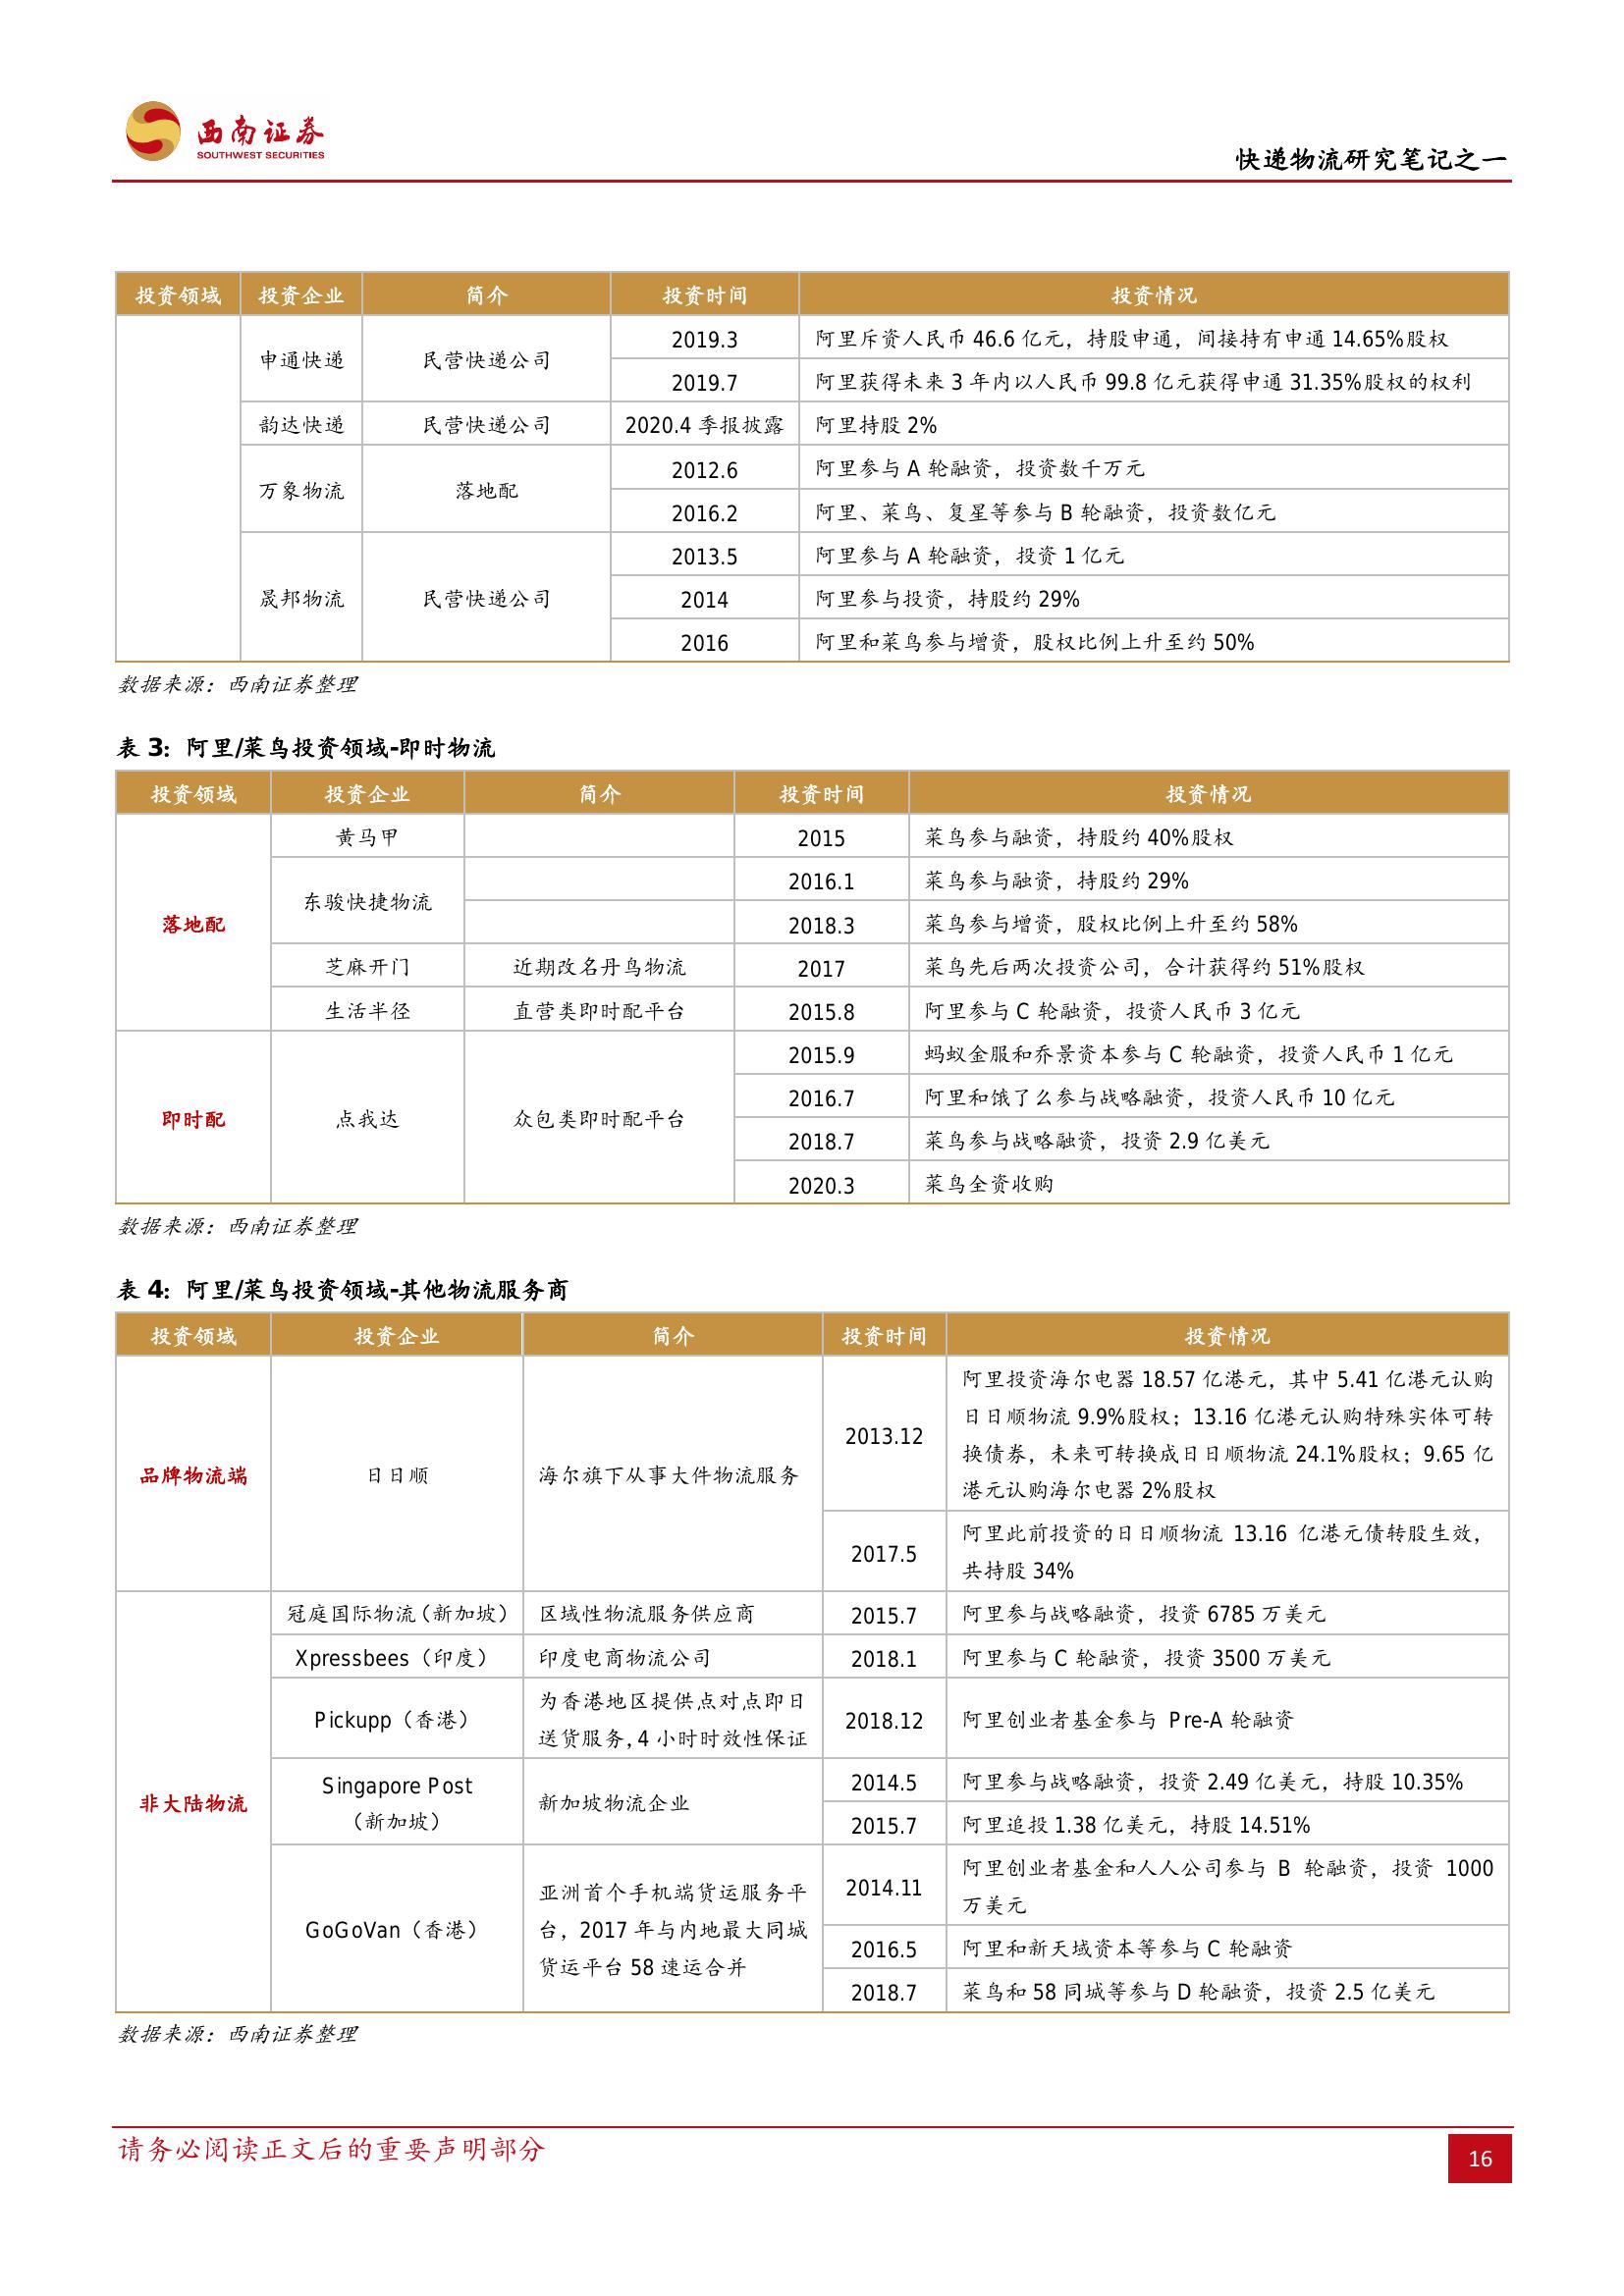 西南证券
SOUTHWEST SECURITIES
快递物流研究笔记之一
投资领域 投资企业 简介 投资时间 投资情况
申通快递 民营快递公司 2019.3 阿里斥资人民币 46.6 亿元，持股申通，间接持有申通 14.65%股权
2019.7 阿里获得未来 3 年内以人民币 99.8 亿元获得申通 31.35%股权的权利
韵达快递 民营快递公司 2020.4 季报披露 阿里持股 2%
万象物流 落地配 2012.6 阿里参与 A 轮融资，投资数千万元
2016.2 阿里、菜鸟、复星等参与 B 轮融资，投资数亿元
晟邦物流 民营快递公司 2013.5 阿里参与 A 轮融资，投资 1 亿元
2014 阿里参与投资，持股约 29%
2016 阿里和菜鸟参与增资，股权比例上升至约 50%
数据来源：西南证券整理
表 3：阿里/菜鸟投资领域-即时物流
投资领域 投资企业 简介 投资时间 投资情况
落地配 黄马甲 2015 菜鸟参与融资，持股约 40%股权
东骏快捷物流 2016.1 菜鸟参与融资，持股约 29%
2018.3 菜鸟参与增资，股权比例上升至约 58%
芝麻开门 近期改名丹鸟物流 2017 菜鸟先后两次投资公司，合计获得约 51%股权
生活半径 直营类即时配平台 2015.8 阿里参与 C 轮融资，投资人民币 3 亿元
即时配 点我达 众包类即时配平台 2015.9 蚂蚁金服和乔景资本参与 C 轮融资，投资人民币 1 亿元
2016.7 阿里和饿了么参与战略融资，投资人民币 10 亿元
2018.7 菜鸟参与战略融资，投资 2.9 亿美元
2020.3 菜鸟全资收购
数据来源：西南证券整理
表 4：阿里/菜鸟投资领域-其他物流服务商
投资领域 投资企业 简介 投资时间 投资情况
品牌物流端 日日顺 海尔旗下从事大件物流服务 2013.12 阿里投资海尔电器 18.57 亿港元，其中 5.41 亿港元认购
日日顺物流 9.9%股权；13.16 亿港元认购特殊实体可转
换债券，未来可转换成日日顺物流 24.1%股权；9.65 亿
港元认购海尔电器 2%股权
2017.5 阿里此前投资的日日顺物流 13.16 亿港元债转股生效，
共持股 34%
非大陆物流 冠庭国际物流（新加坡） 区域性物流服务供应商 2015.7 阿里参与战略融资，投资 6785 万美元
Xpressbees（印度） 印度电商物流公司 2018.1 阿里参与 C 轮融资，投资 3500 万美元
Pickupp（香港） 为香港地区提供点对点即日
送货服务，4 小时时效性保证 2018.12 阿里创业者基金参与 Pre-A 轮融资
Singapore Post
（新加坡） 新加坡物流企业 2014.5 阿里参与战略融资，投资 2.49 亿美元，持股 10.35%
2015.7 阿里追投 1.38 亿美元，持股 14.51%
GoGoVan（香港） 亚洲首个手机端货运服务平
台，2017 年与内地最大同城
货运平台 58 速运合并 2014.11 阿里创业者基金和人人公司参与 B 轮融资，投资 1000
万美元
2016.5 阿里和新天域资本等参与 C 轮融资
2018.7 菜鸟和 58 同城等参与 D 轮融资，投资 2.5 亿美元
数据来源：西南证券整理
请务必阅读正文后的重要声明部分
16